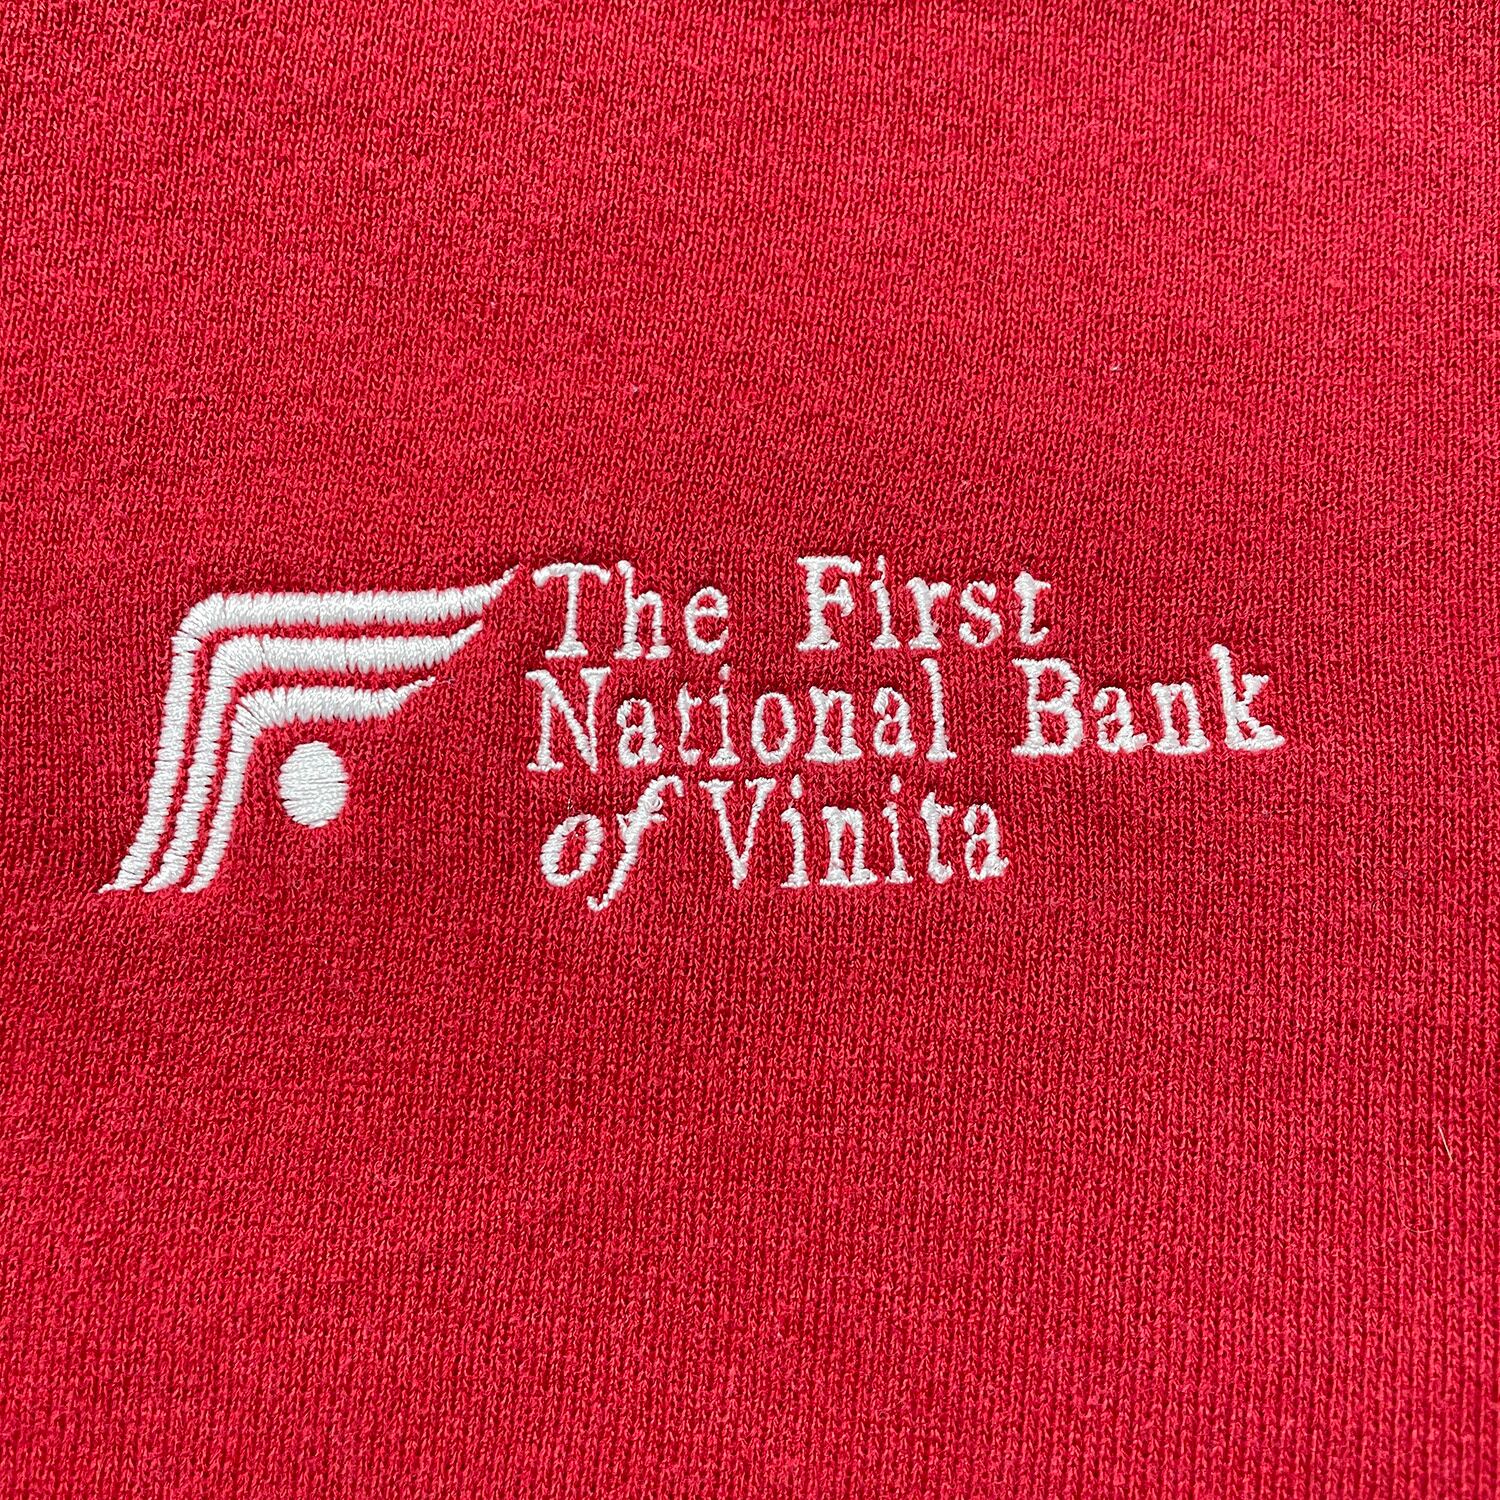 The First
National Bank
of Vinita